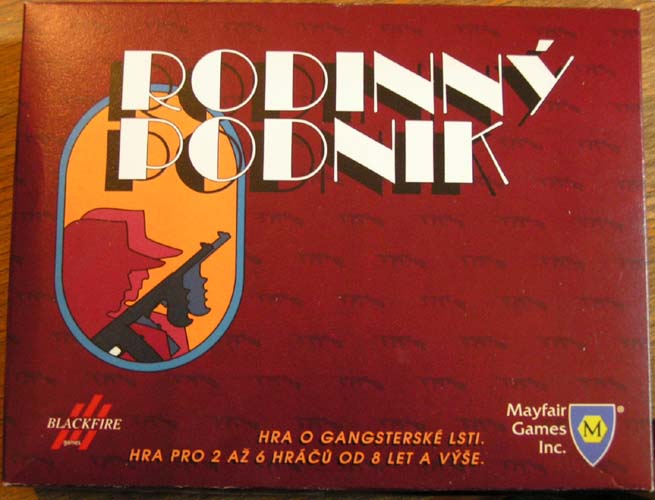 RODINNÝ
PODNIK
BLACKFIRE
games
HRA O GANGSTERSKÉ LSTI.
HRA PRO 2 AŽ 6 HRÁČŮ OD 8 LET A VÝŠE.
Mayfair
Games
Inc.
M
®